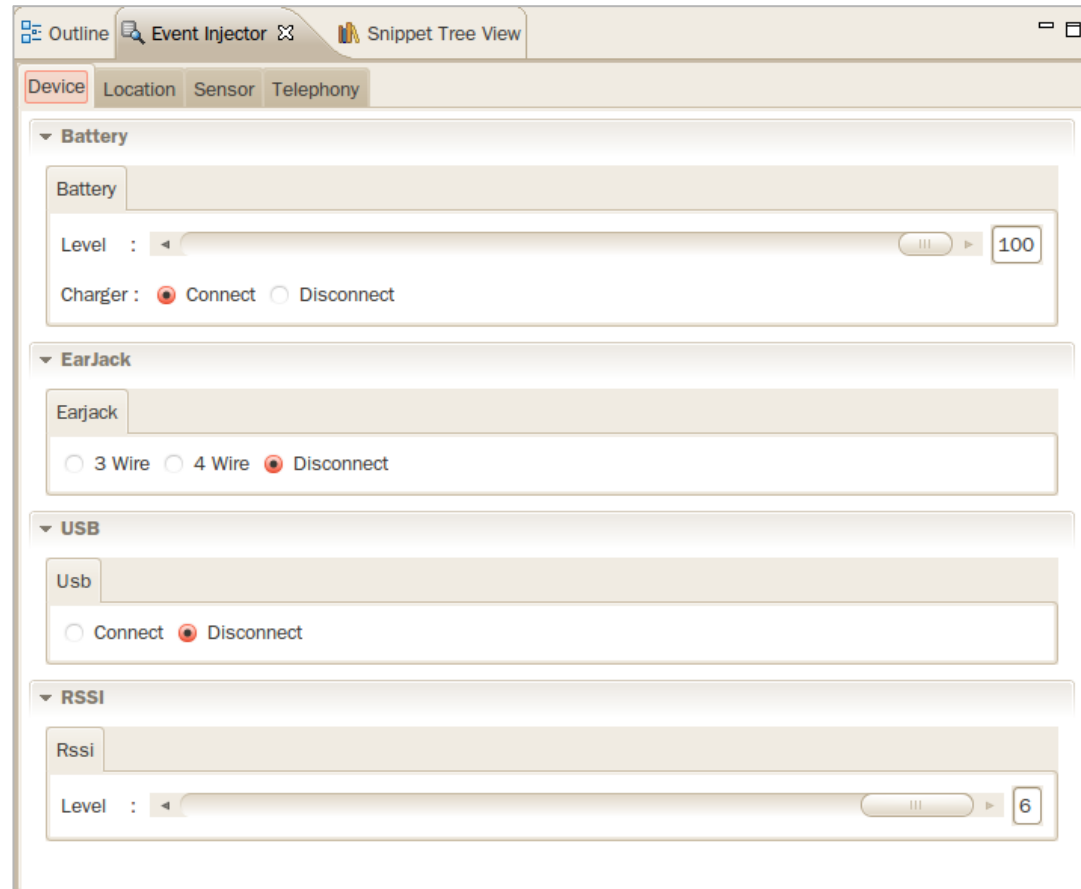 Outline Event Injector Snippet Tree View
Device Location Sensor Telephony
Battery
Battery
Level : 100
Charger : Connect Disconnect
EarJack
Earjack
3 Wire 4 Wire Disconnect
USB
Usb
Connect Disconnect
RSSI
Rssi
Level : 6